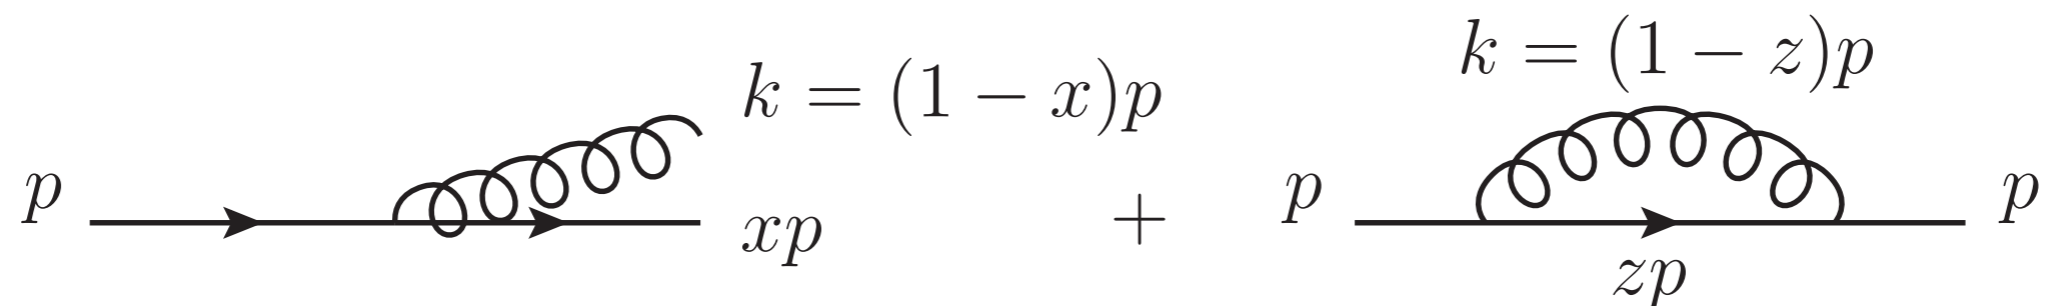 k = (1 − z)p
k = (1 − x)p
p
xp
+
p
p
zp